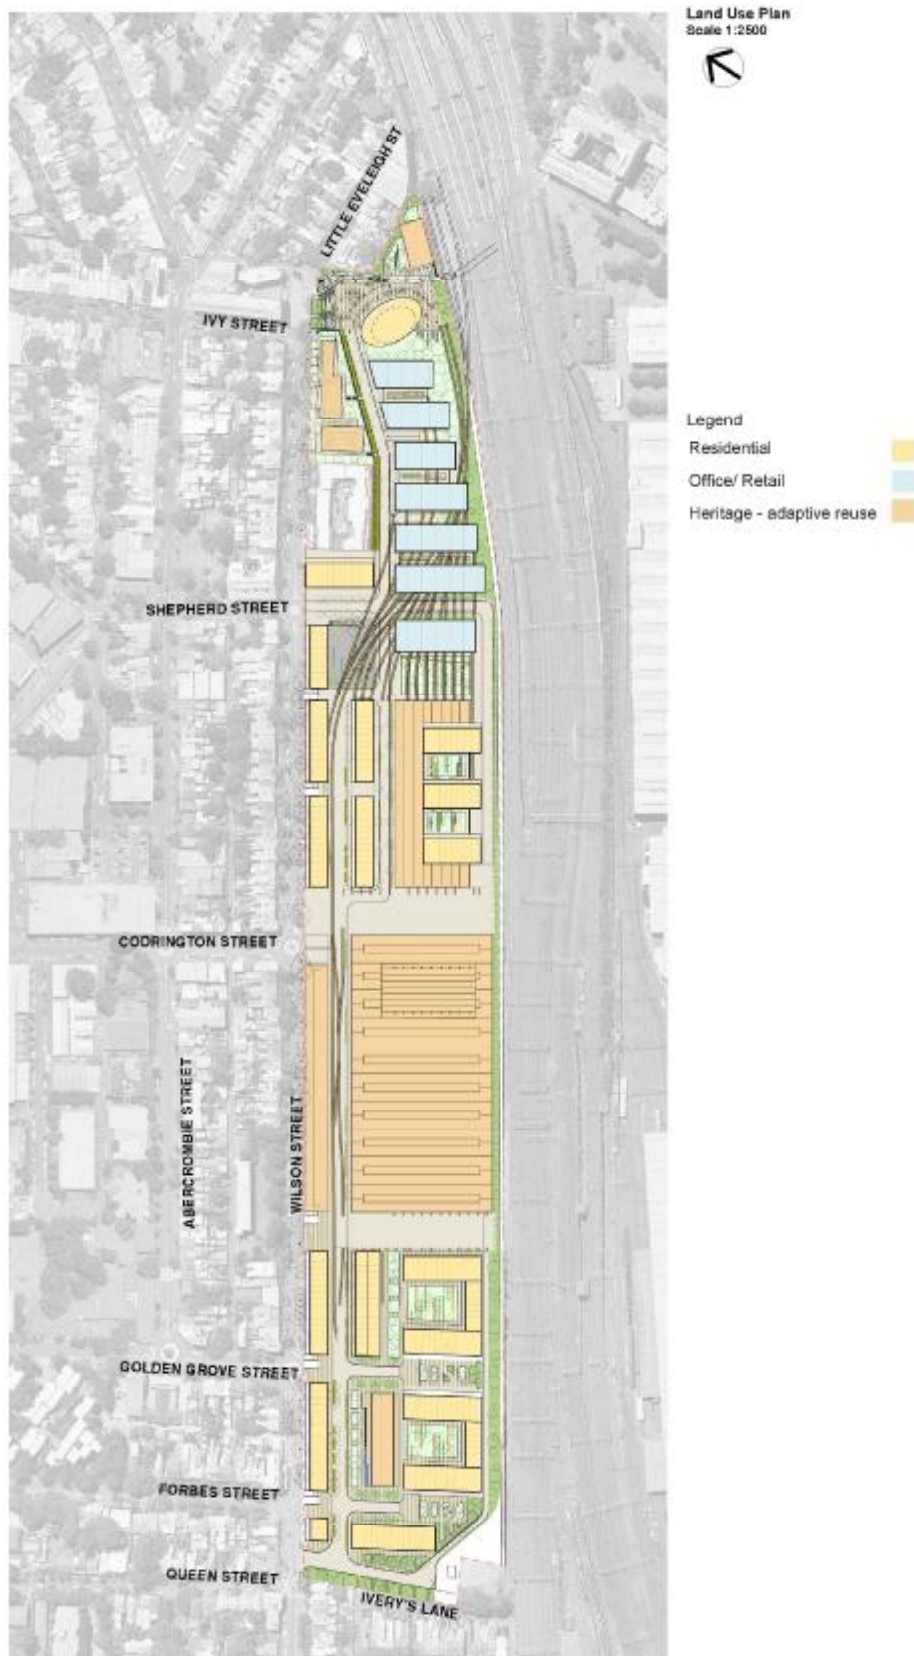 Land Use Plan
Scale 1:2500
LITTLE EVELEIGH ST
IVY STREET
Legend
Residential
Office/ Retail
Heritage - adaptive reuse
SHEPHERD STREET
CODRINGTON STREET
ABERCROMBIE STREET
WILSON STREET
GOLDEN GROVE STREET
FORBES STREET
QUEEN STREET
IVERY'S LANE